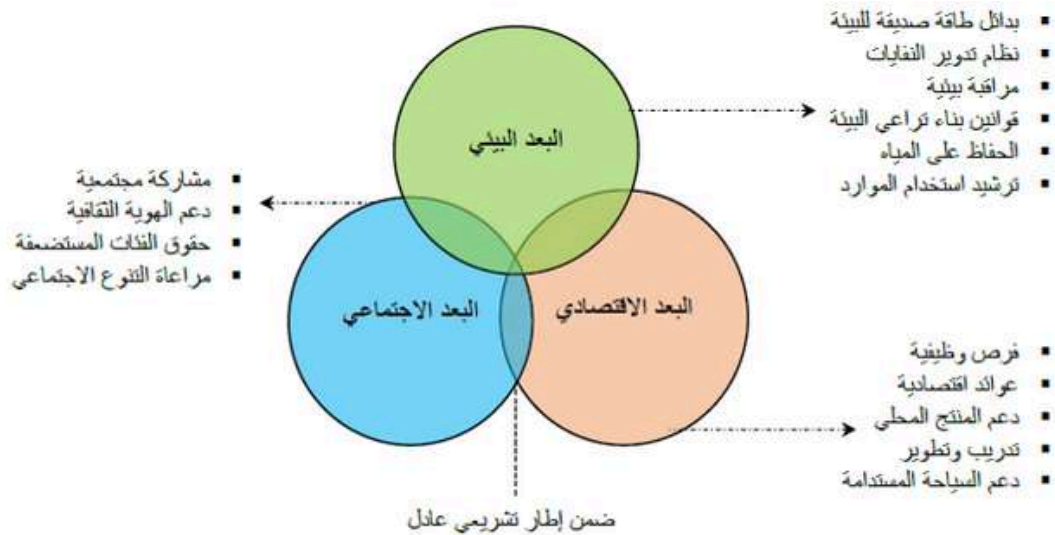 بدائل طاقة صديقة للبيئة
نظام تدوير النفايات
مراقبة بيئية
قوانين بناء تراعى البيئة
الحفاظ على المياه
ترشيد استخدام الموارد
البعد البيئي
مشاركة مجتمعية
دعم الهوية الثقافية
حقوق الفئات المستضعفة
مراعاة التنوع الاجتماعي
البعد الاقتصادي
البعد الاجتماعي
فرص وظيفية
عوائد اقتصادية
دعم المنتج المحلي
تدريب وتطوير
دعم السياحة المستدامة
ضمن إطار تشريعي عادل